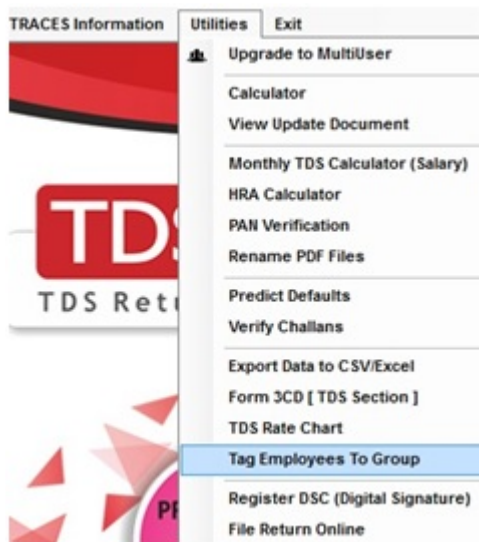 TRACES Information Utilities Exit
Upgrade to MultiUser
Calculator
View Update Document
Monthly TDS Calculator (Salary)
HRA Calculator
PAN Verification
Rename PDF Files
TDS
TDS Retu
Predict Defaults
Verify Challans
Export Data to CSV/Excel
Form 3CD [ TDS Section ]
TDS Rate Chart
Tag Employees To Group
Register DSC (Digital Signature)
File Return Online